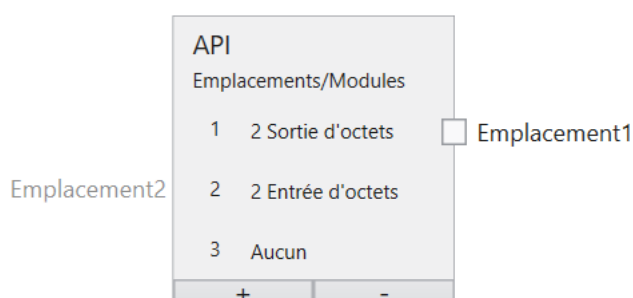 API
Emplacements/Modules
1 2 Sortie d'octets Emplacement1
Emplacement2 2 2 Entrée d'octets
3 Aucun
+ -